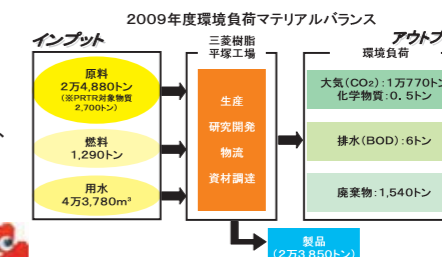 2009年度環境負荷マテリアルバランス
インプット
三菱樹脂
平塚工場
アウトプ
環境負荷
原料
2万4,880トン
(※PRTR対象物質
2,700トン)
燃料
1,290トン
用水
4万3,780m³
生産
研究開発
物流
資材調達
大気(CO₂):1万770ト
化学物質:0.5トン
排水(BOD):6トン
廃棄物:1,540トン
製品
(2万3,850トン)
、